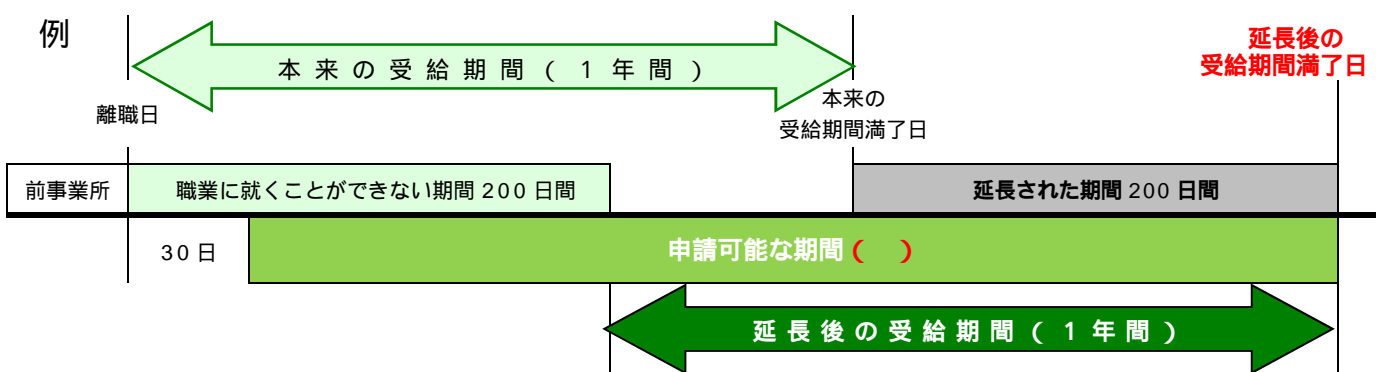 例
本来の受給期間(1年間)
延長後の
受給期間満了日
離職日
本来の
受給期間満了日
前事業所
職業に就くことができない期間200日間
延長された期間200日間
30日
申請可能な期間( )
延長後の受給期間(1年間)